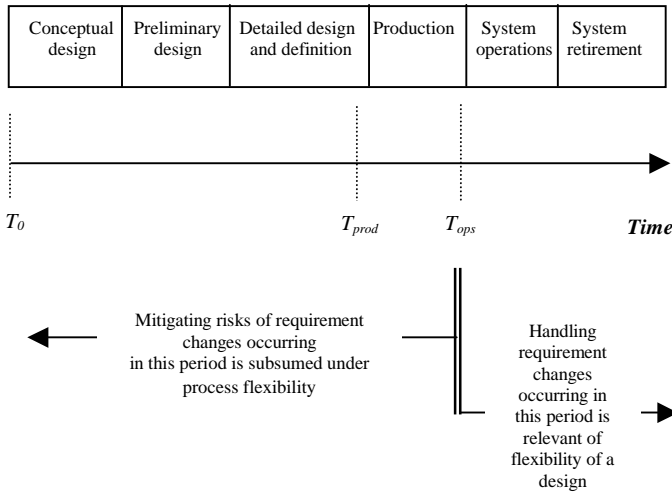 Conceptual
design
Preliminary
design
Detailed design
and definition
Production
System
operations
System
retirement
T0
Tprod
Tops
Time
Mitigating risks of requirement
changes occurring
in this period is subsumed under
process flexibility
Handling
requirement
changes
occurring in
this period is
relevant of
flexibility of a
design